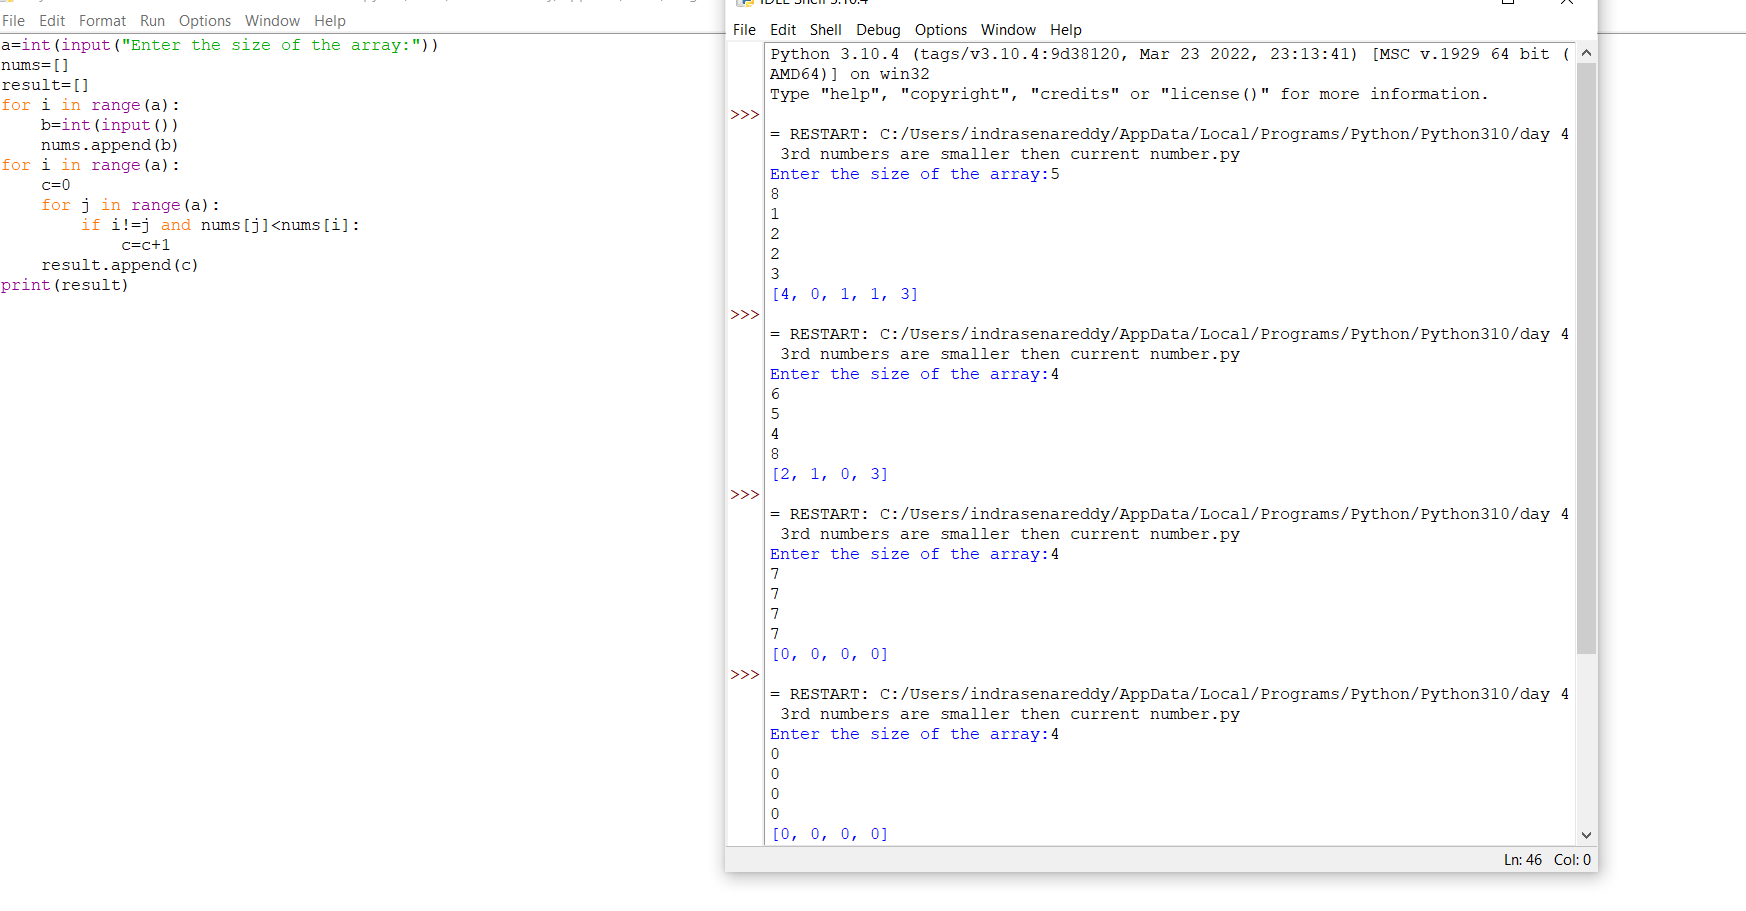 File Edit Format Run Options Window Help
a=int(input("Enter the size of the array:"))
nums=[]
result=[]
for i in range(a):
    b=int(input())
    nums.append(b)
for i in range(a):
    c=0
    for j in range(a):
        if i!=j and nums[j]<nums[i]:
            c=c+1
    result.append(c)
print(result)
IDLE Shell 3.10.4
File Edit Shell Debug Options Window Help
Python 3.10.4 (tags/v3.10.4:9d38120, Mar 23 2022, 23:13:41) [MSC v.1929 64 bit (
AMD64)] on win32
Type "help", "copyright", "credits" or "license()" for more information.
>>>
= RESTART: C:/Users/indrasenareddy/AppData/Local/Programs/Python/Python310/day 4
 3rd numbers are smaller then current number.py
Enter the size of the array:5
8
1
2
2
3
[4, 0, 1, 1, 3]
>>>
= RESTART: C:/Users/indrasenareddy/AppData/Local/Programs/Python/Python310/day 4
 3rd numbers are smaller then current number.py
Enter the size of the array:4
6
5
4
8
[2, 1, 0, 3]
>>>
= RESTART: C:/Users/indrasenareddy/AppData/Local/Programs/Python/Python310/day 4
 3rd numbers are smaller then current number.py
Enter the size of the array:4
7
7
7
7
[0, 0, 0, 0]
>>>
= RESTART: C:/Users/indrasenareddy/AppData/Local/Programs/Python/Python310/day 4
 3rd numbers are smaller then current number.py
Enter the size of the array:4
0
0
0
0
[0, 0, 0, 0]
Ln: 46 Col: 0